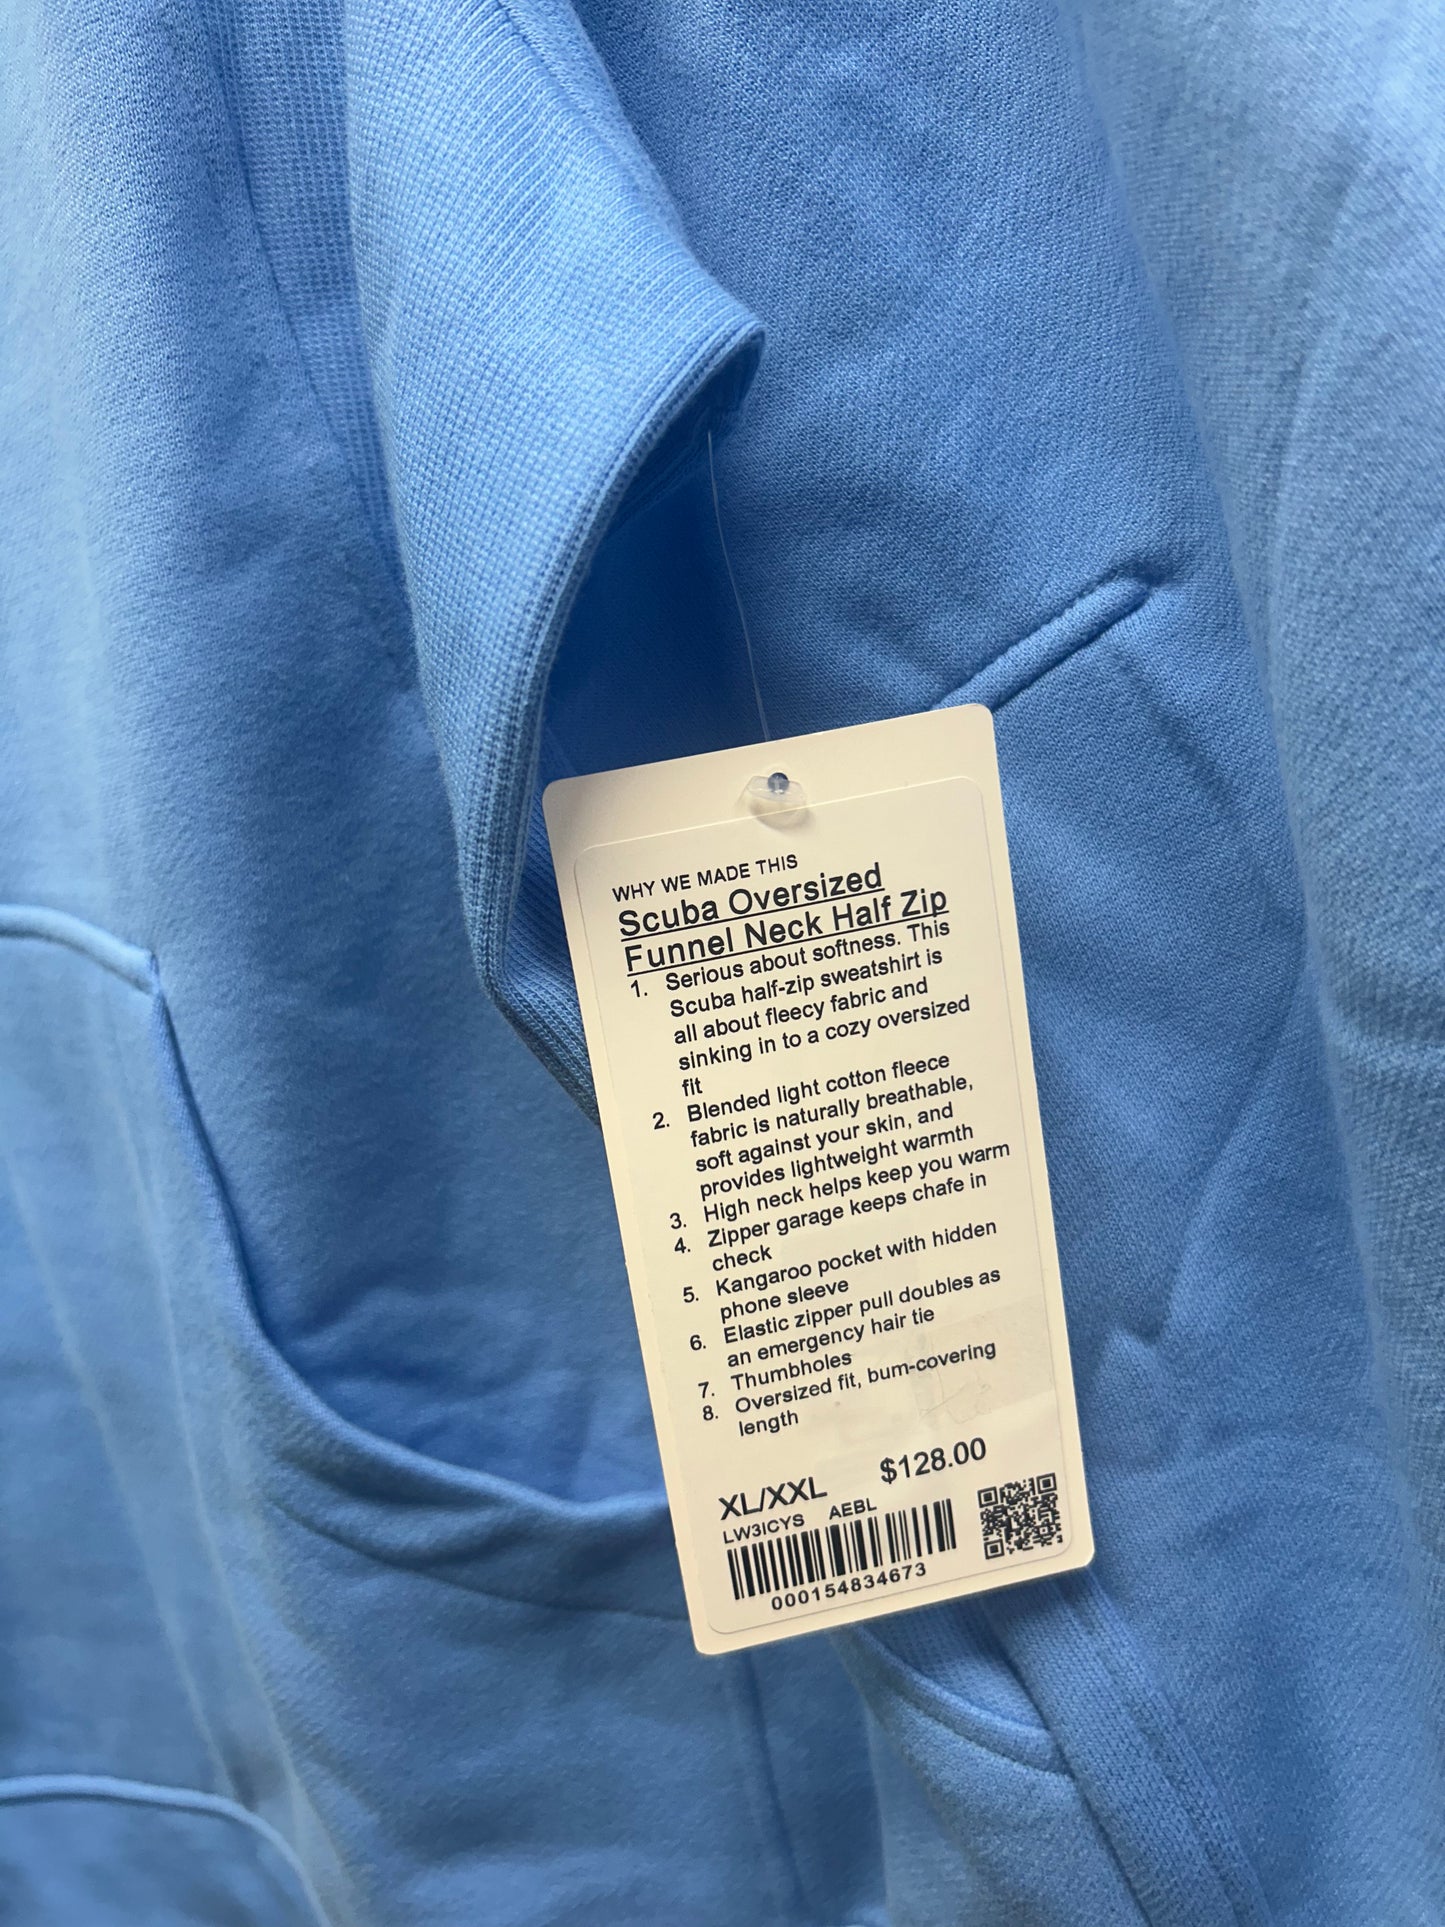 WHY WE MADE THIS
Scuba Oversized
Funnel Neck Half Zip
1. Serious about softness. This
Scuba half-zip sweatshirt is
all about fleecy fabric and
sinking in to a cozy oversized
fit
2. Blended light cotton fleece
fabric is naturally breathable,
soft against your skin, and
provides lightweight warmth
3. High neck helps keep you warm
4. Zipper garage keeps chafe in
check
5. Kangaroo pocket with hidden
phone sleeve
6. Elastic zipper pull doubles as
an emergency hair tie
7. Thumbholes
8. Oversized fit, bum-covering
length
XL/XXL $128.00
LW3ICYS AEBL
000154834673